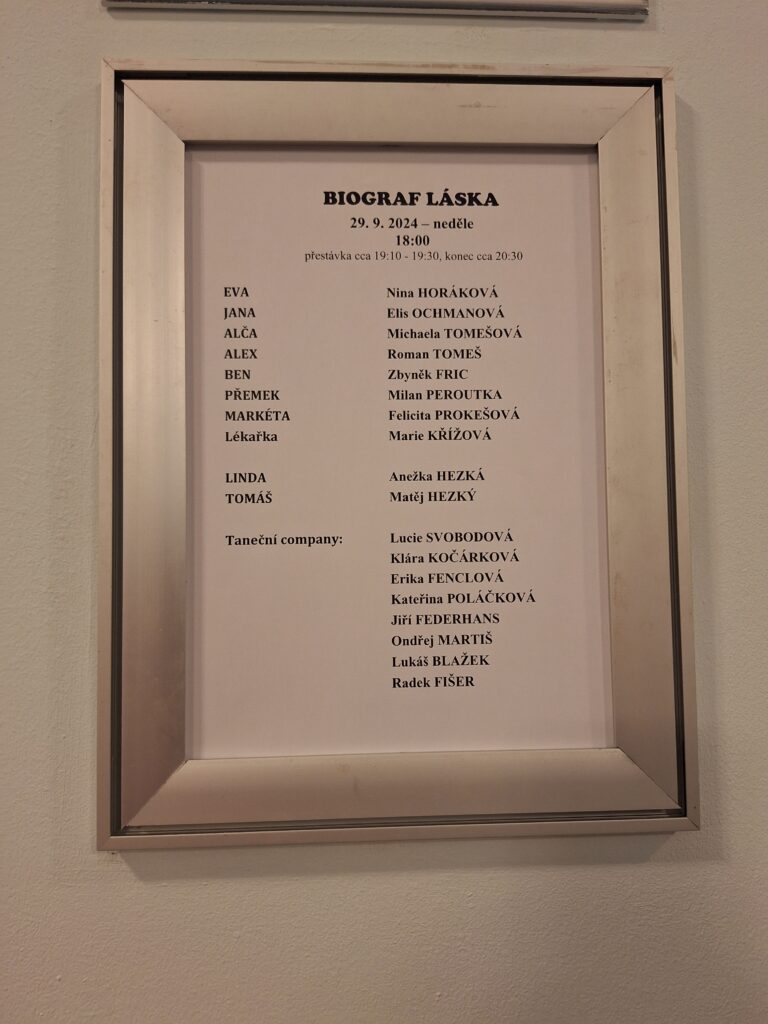 BIOGRAF LÁSKA
29. 9. 2024 – neděle
18:00
přestávka cca 19:10 - 19:30, konec cca 20:30
EVA Nina HORÁKOVÁ
JANA Elis OCHMANOVÁ
ALČA Michaela TOMEŠOVÁ
ALEX Roman TOMEŠ
BEN Zbyněk FRIC
PŘEMEK Milan PEROUTKA
MARKÉTA Felicita PROKEŠOVÁ
Lékařka Marie KŘÍŽOVÁ
LINDA Anežka HEZKÁ
TOMÁŠ Matěj HEZKÝ
Taneční company: Lucie SVOBODOVÁ
Klára KOČÁRKOVÁ
Erika FENCLOVÁ
Kateřina POLÁČKOVÁ
Jiří FEDERHANS
Ondřej MARTIŠ
Lukáš BLAŽEK
Radek FIŠER